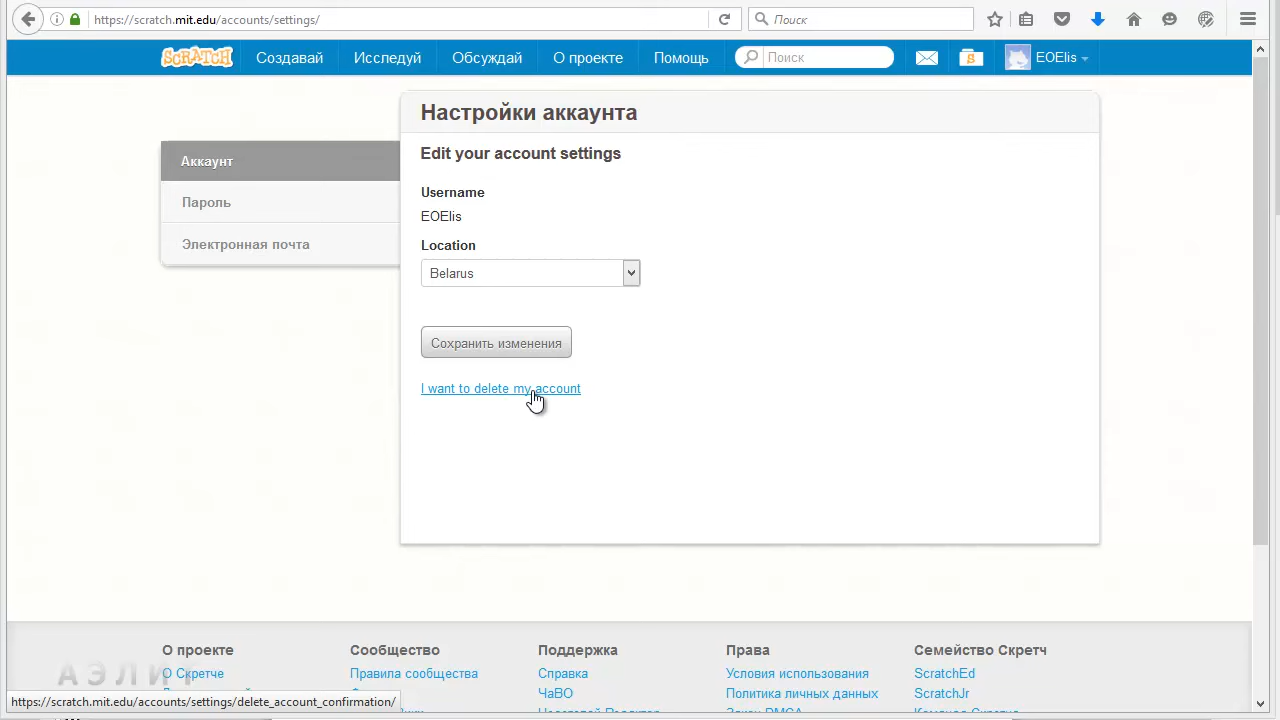 https://scratch.mit.edu/accounts/settings/
Поиск
SCRATCH
Создавай
Исследуй
Обсуждай
О проекте
Помощь
Поиск
EOElis
Настройки аккаунта
Аккаунт
Пароль
Электронная почта
Edit your account settings
Username
EOElis
Location
Belarus
Сохранить изменения
I want to delete my account
О проекте
Сообщество
Поддержка
Права
Семейство Скретч
О Скретче
Правила сообщества
Справка
Условия использования
ScratchEd
ЧаВО
Политика личных данных
ScratchJr
АЭЛИТ
https://scratch.mit.edu/accounts/settings/delete_account_confirmation/